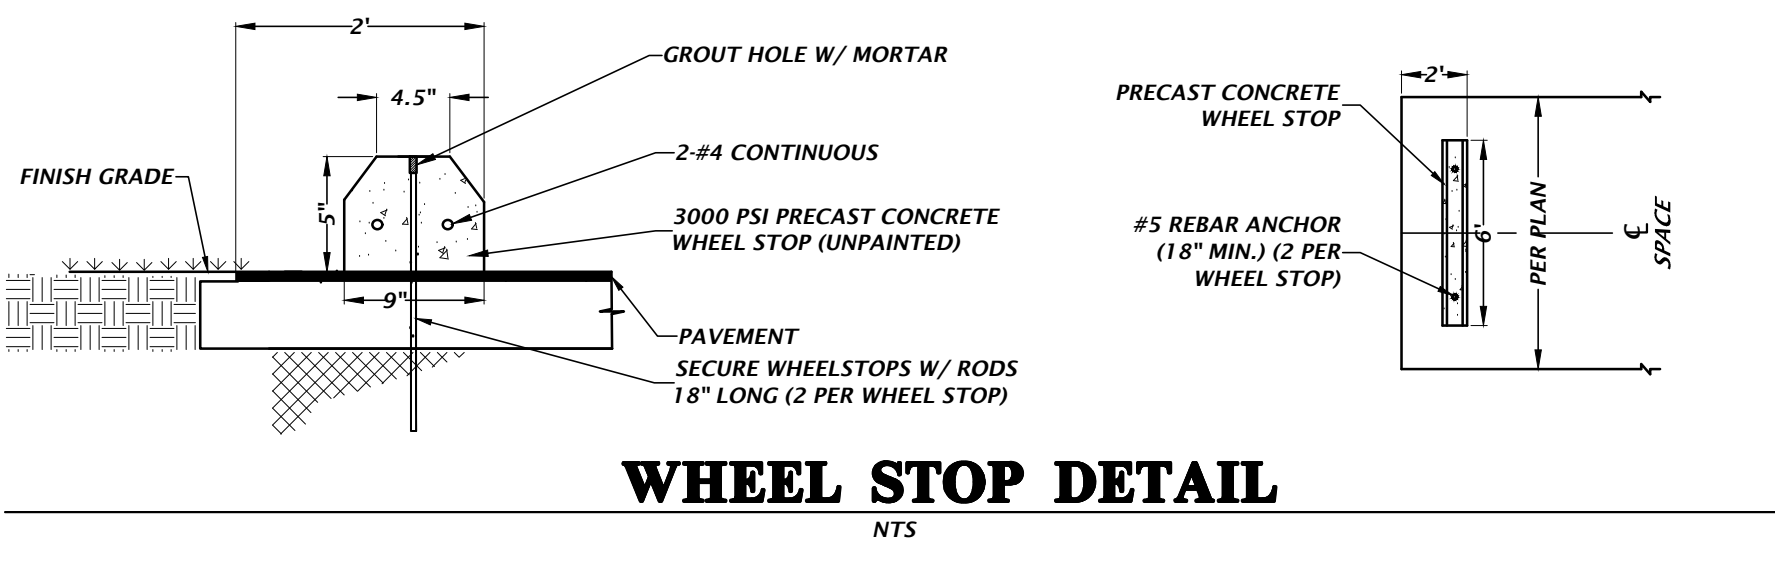 2'
GROUT HOLE W/ MORTAR
4.5"
2-#4 CONTINUOUS
FINISH GRADE
5"
3000 PSI PRECAST CONCRETE
WHEEL STOP (UNPAINTED)
9"
PAVEMENT
SECURE WHEELSTOPS W/ RODS
18" LONG (2 PER WHEEL STOP)
2'
PRECAST CONCRETE
WHEEL STOP
#5 REBAR ANCHOR
(18" MIN.) (2 PER
WHEEL STOP)
6'
PER PLAN
CL
SPACE
WHEEL STOP DETAIL
NTS